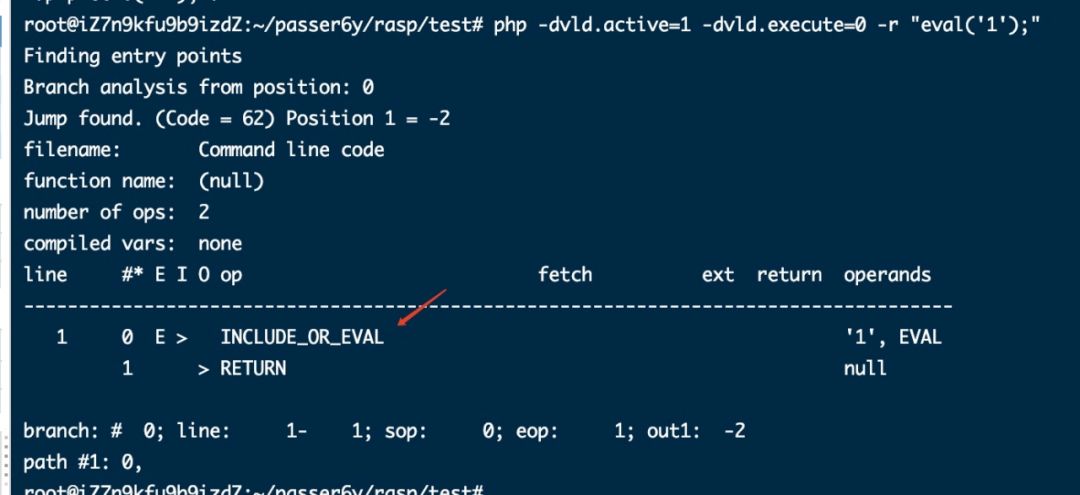 root@iZ7n9kfu9b9izdZ:~/passer6y/rasp/test# php -dvld.active=1 -dvld.execute=0 -r "eval('1');"
Finding entry points
Branch analysis from position: 0
Jump found. (Code = 62) Position 1 = -2
filename:       Command line code
function name:  (null)
number of ops:  2
compiled vars:  none
line     #* E I O op                           fetch          ext  return  operands
-------------------------------------------------------------------------------------
   1     0  E >   INCLUDE_OR_EVAL                                          '1', EVAL
         1      > RETURN                                                   null
branch: #  0; line:     1-    1; sop:     0; eop:     1; out1:  -2
path #1: 0,
root@iZ7n9kfu9b9izdZ:~/passer6y/rasp/test#